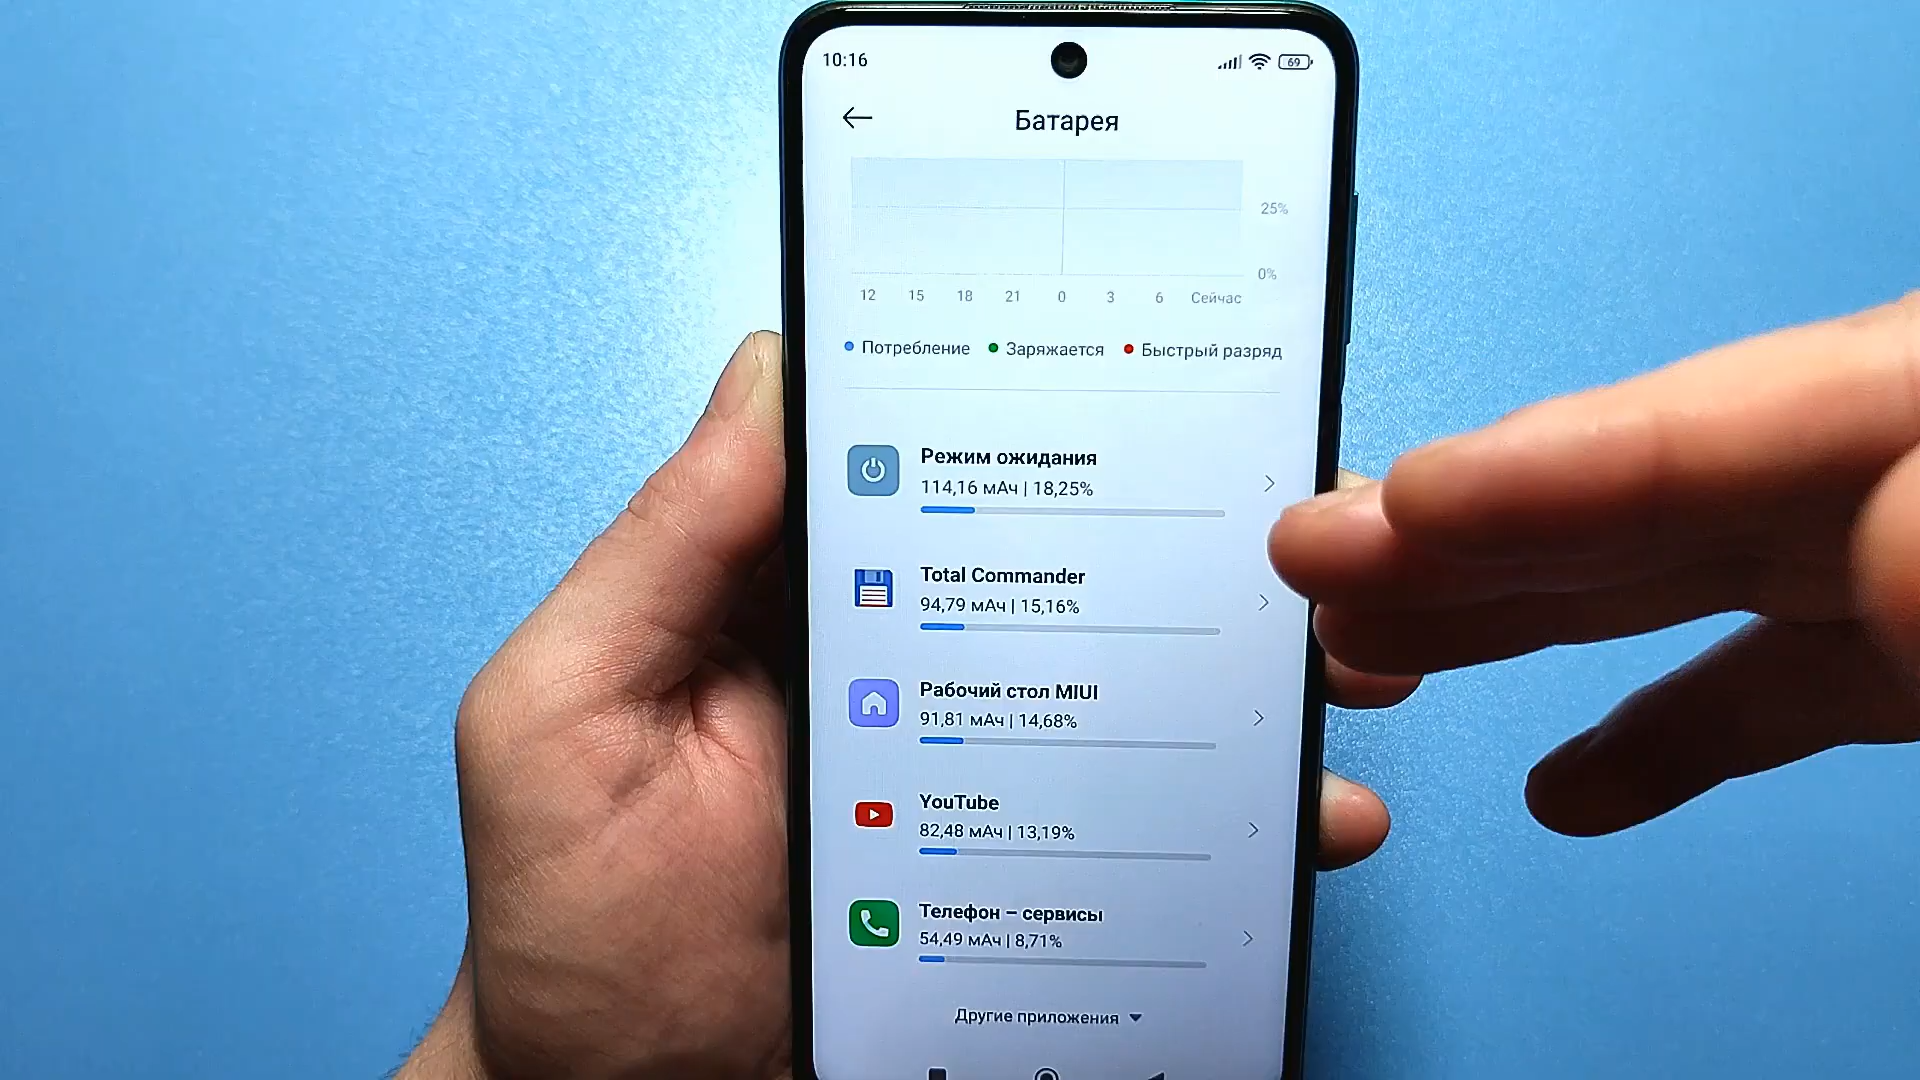 10:16
69
Батарея
25%
0%
12 15 18 21 0 3 6 Сейчас
Потребление Заряжается Быстрый разряд
Режим ожидания
114,16 мАч | 18,25%
Total Commander
94,79 мАч | 15,16%
Рабочий стол MIUI
91,81 мАч | 14,68%
YouTube
82,48 мАч | 13,19%
Телефон – сервисы
54,49 мАч | 8,71%
Другие приложения